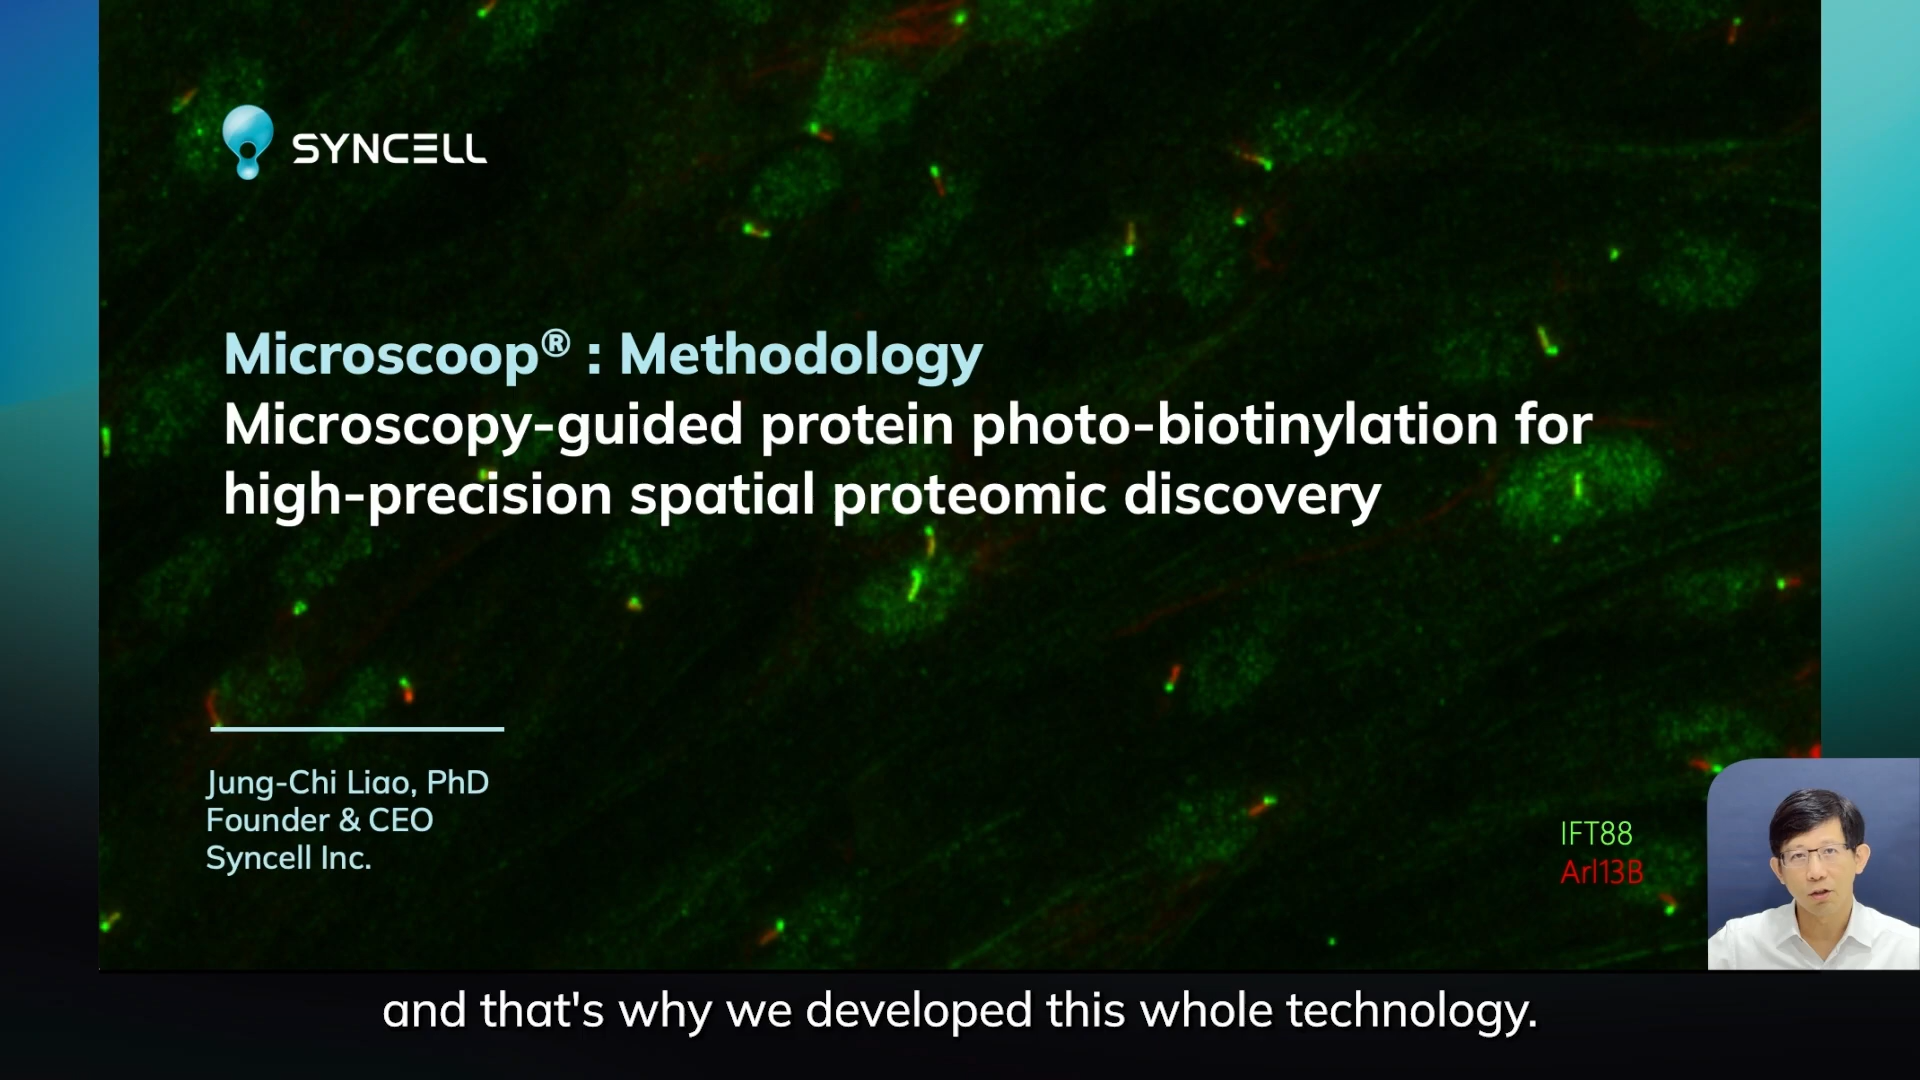 SYNCELL
Microscoop® : Methodology
Microscopy-guided protein photo-biotinylation for
high-precision spatial proteomic discovery
Jung-Chi Liao, PhD
Founder & CEO
Syncell Inc.
IFT88
Arl13B
and that's why we developed this whole technology.